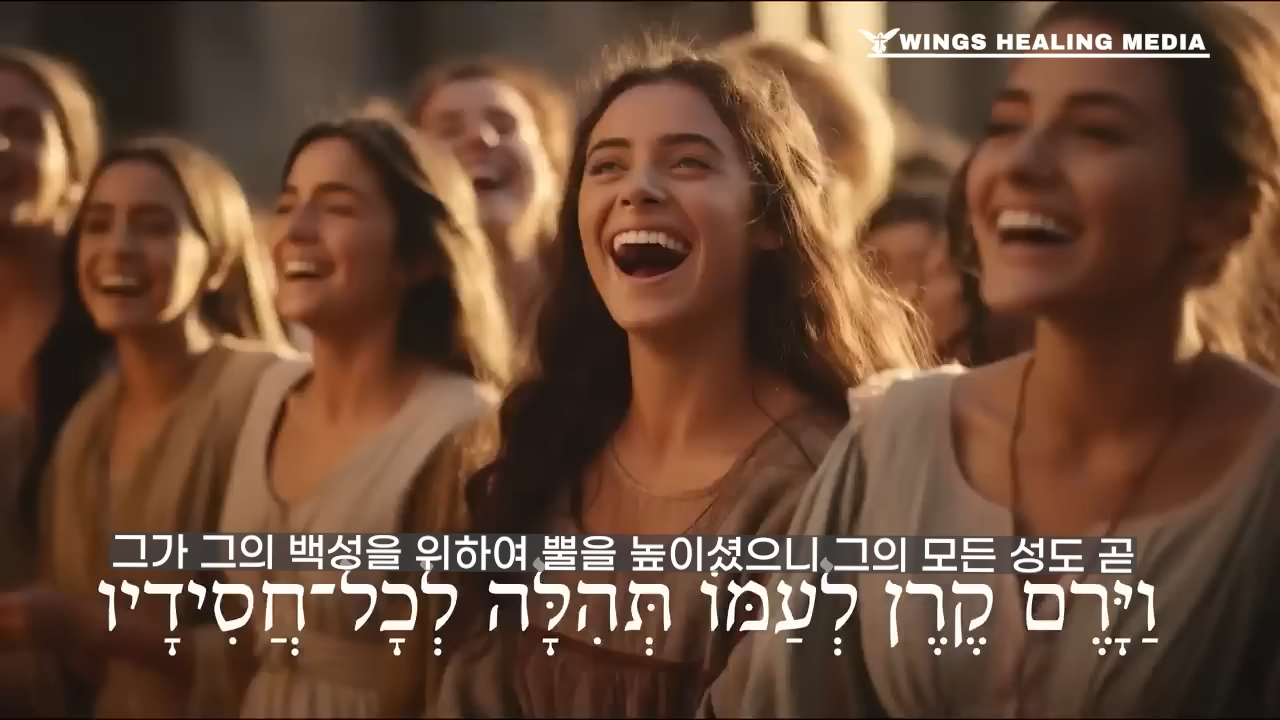 WINGS HEALING MEDIA
그가 그의 백성을 위하여 뿔을 높이셨으니 그의 모든 성도 곧
וַיָּרֶם קֶרֶן לְעַמּוֹ תְּהִלָּה לְכָל־חֲסִידָיו